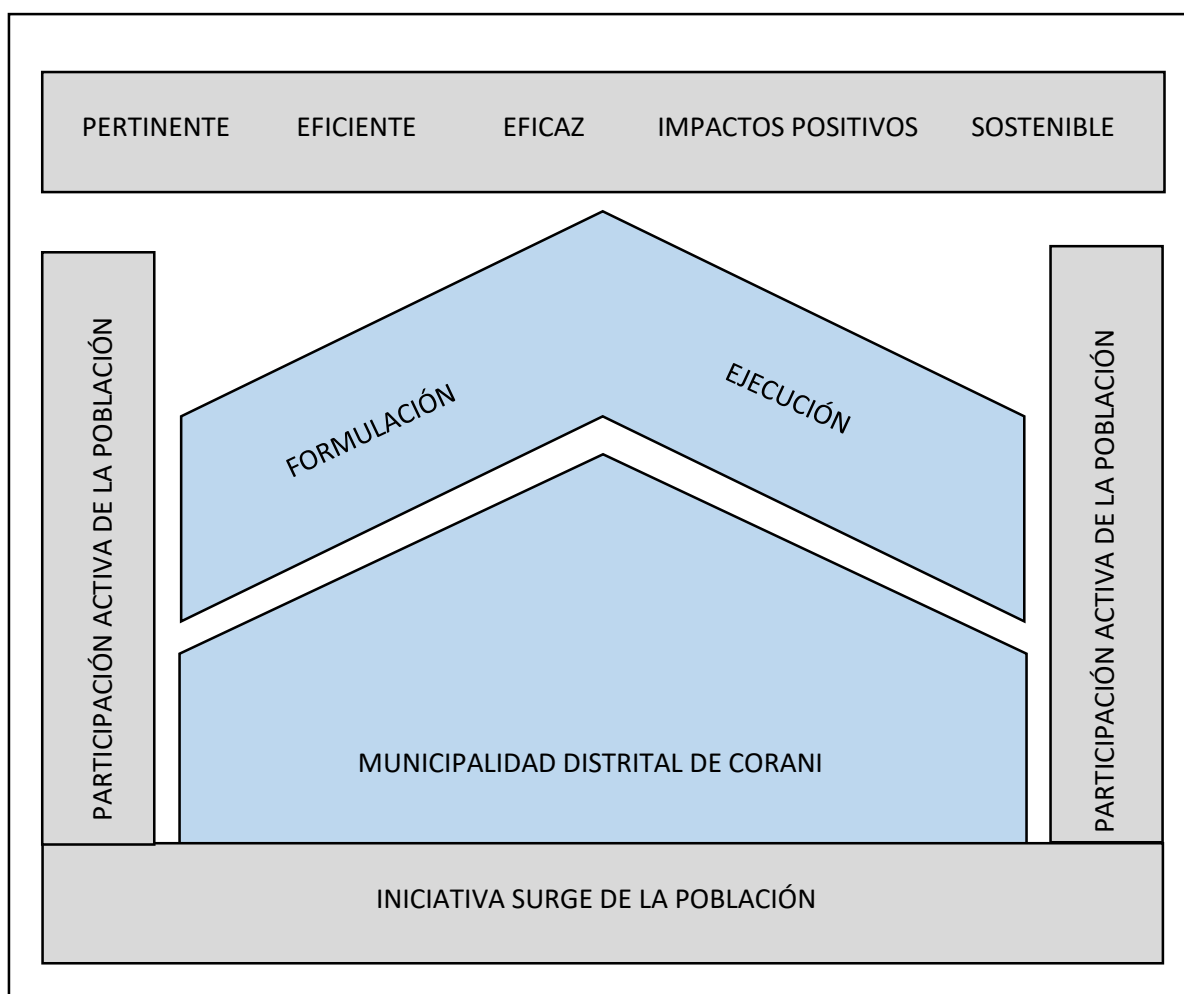 PERTINENTE EFICIENTE EFICAZ IMPACTOS POSITIVOS SOSTENIBLE
PARTICIPACIÓN ACTIVA DE LA POBLACIÓN
FORMULACIÓN
EJECUCIÓN
PARTICIPACIÓN ACTIVA DE LA POBLACIÓN
MUNICIPALIDAD DISTRITAL DE CORANI
INICIATIVA SURGE DE LA POBLACIÓN